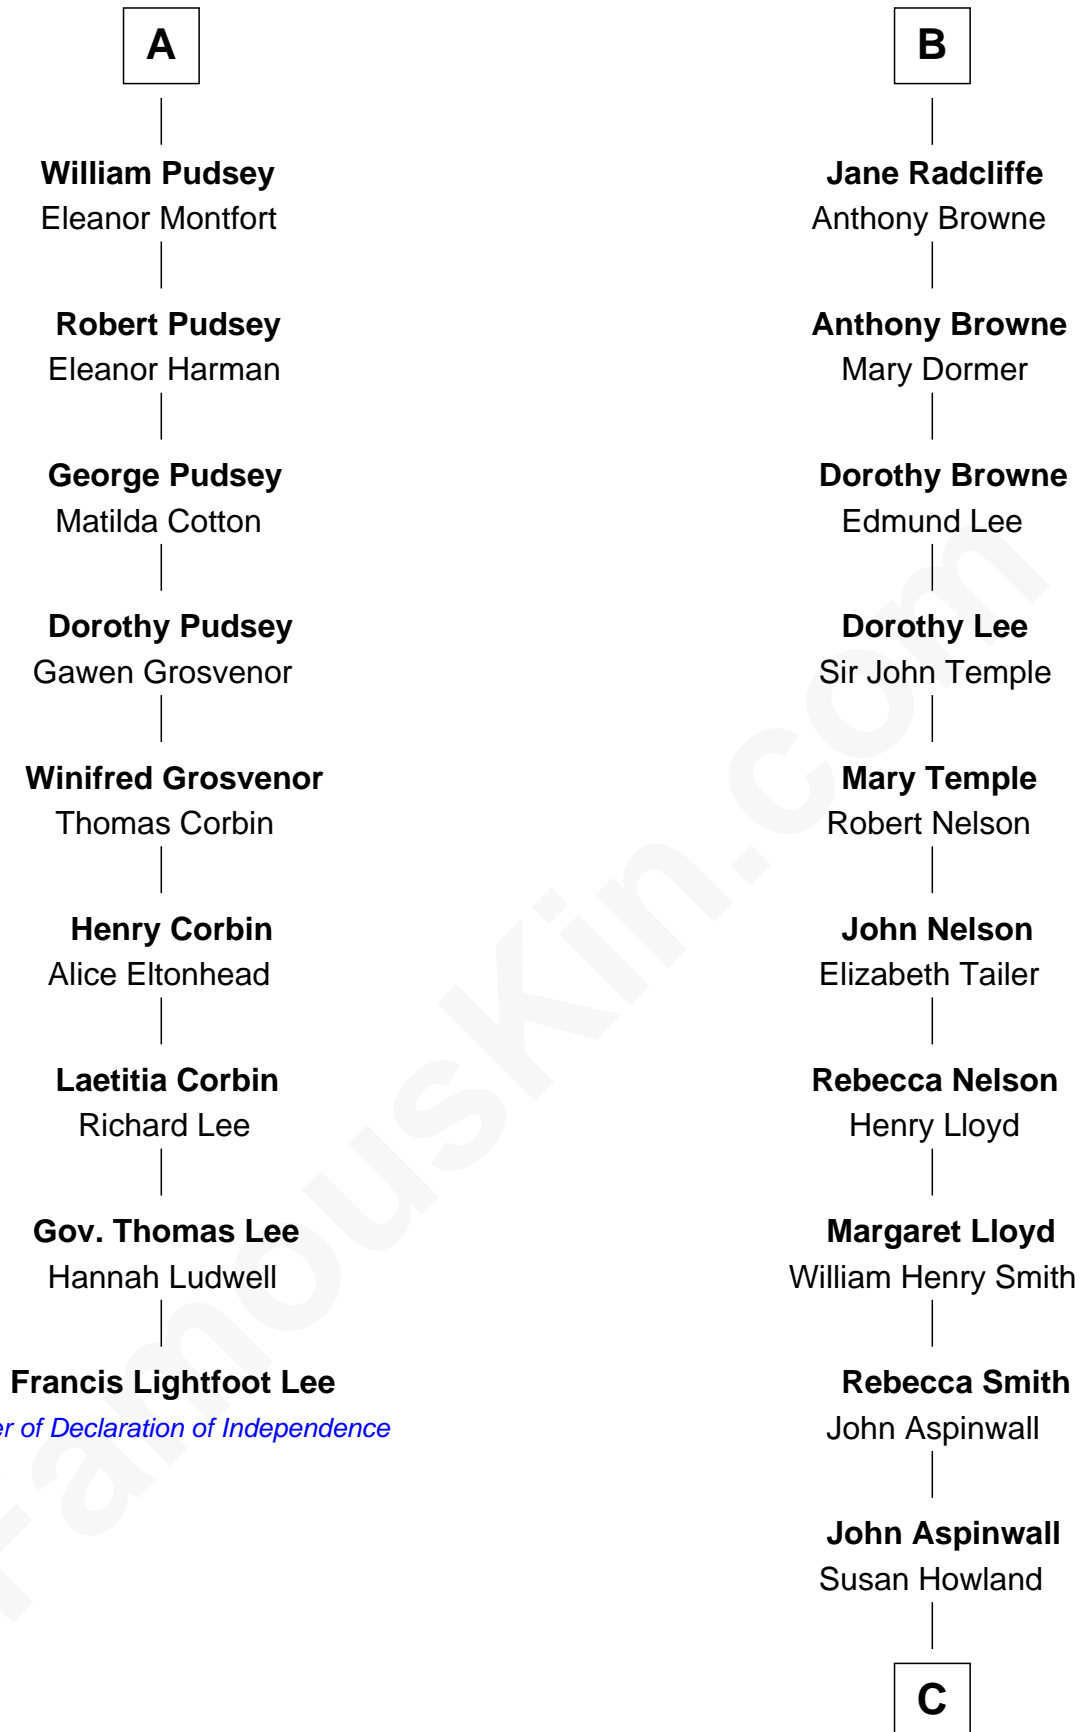 A
William Pudsey
Eleanor Montfort
Robert Pudsey
Eleanor Harman
George Pudsey
Matilda Cotton
Dorothy Pudsey
Gawen Grosvenor
Winifred Grosvenor
Thomas Corbin
Henry Corbin
Alice Eltonhead
Laetitia Corbin
Richard Lee
Gov. Thomas Lee
Hannah Ludwell
Francis Lightfoot Lee
er of Declaration of Independence
B
Jane Radcliffe
Anthony Browne
Anthony Browne
Mary Dormer
Dorothy Browne
Edmund Lee
Dorothy Lee
Sir John Temple
Mary Temple
Robert Nelson
John Nelson
Elizabeth Tailer
Rebecca Nelson
Henry Lloyd
Margaret Lloyd
William Henry Smith
Rebecca Smith
John Aspinwall
John Aspinwall
Susan Howland
C
FamousKin.com